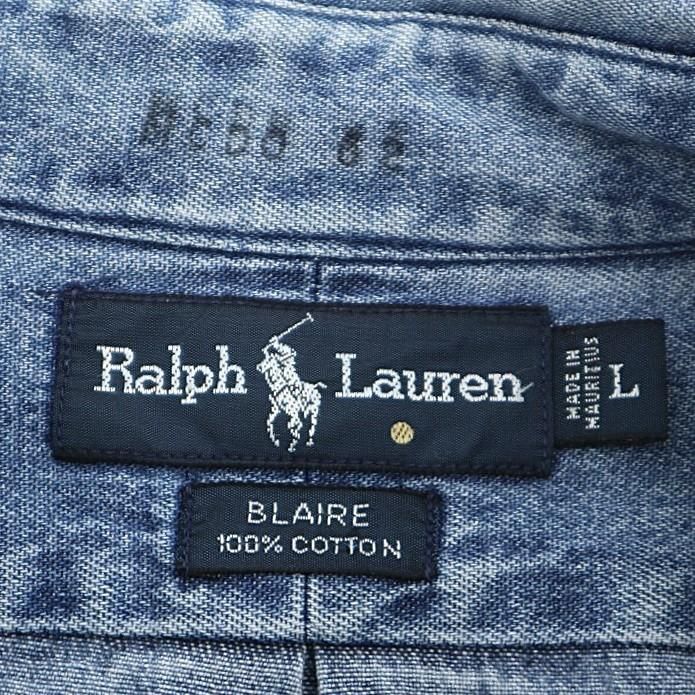 Ralph Lauren
MADE IN
MAURITIUS
L
BLAIRE
100% COTTON